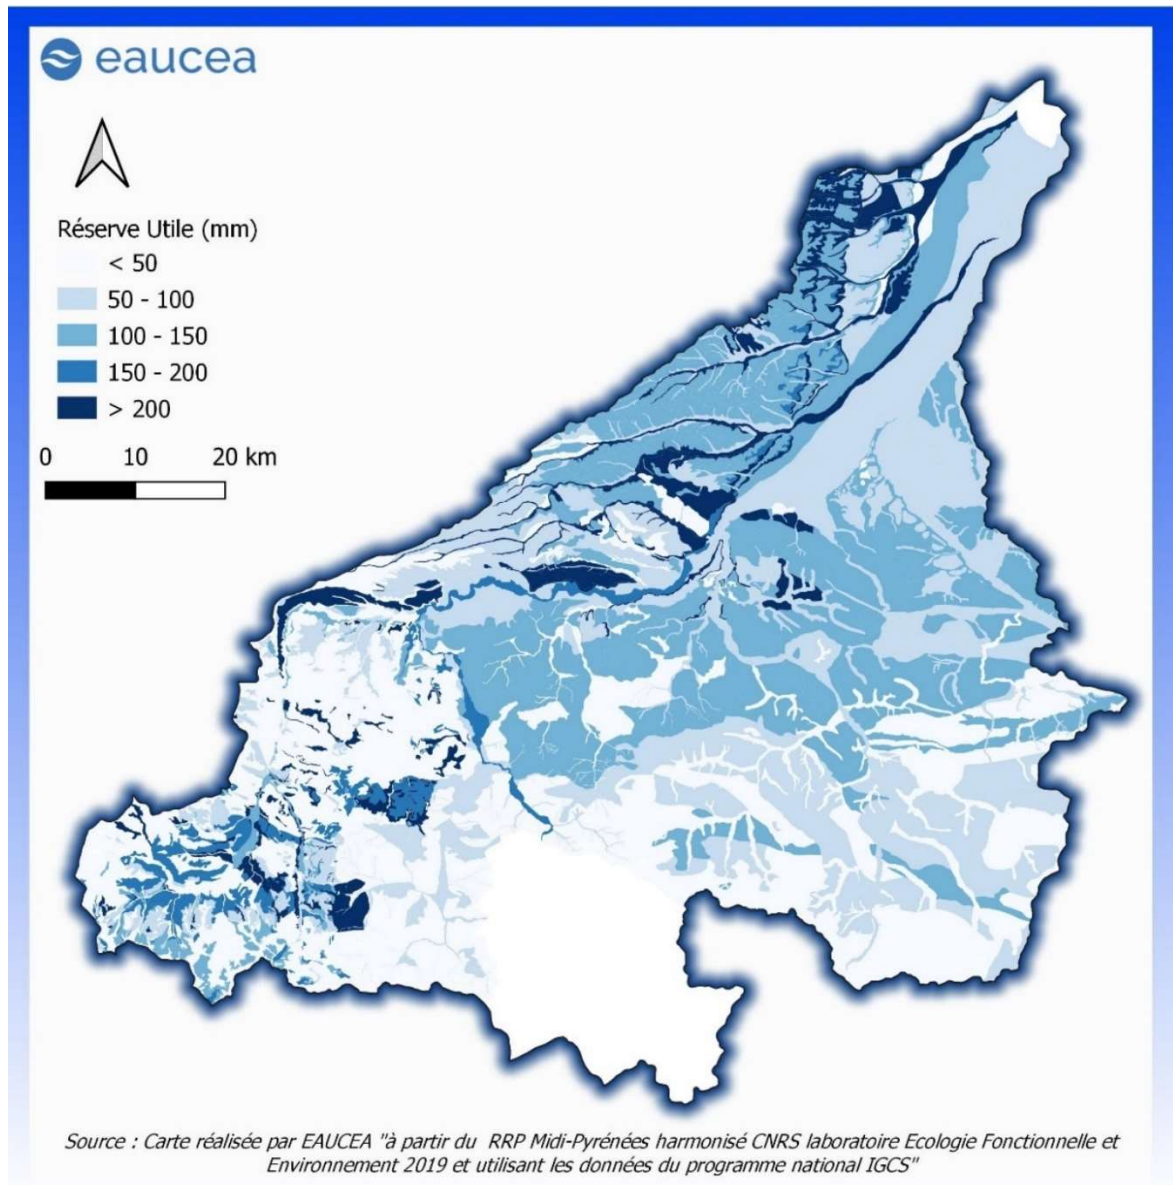 eaucea
Réserve Utile (mm)
< 50
50 - 100
100 - 150
150 - 200
> 200
0 10 20 km
Source : Carte réalisée par EAUCEA "à partir du RRP Midi-Pyrénées harmonisé CNRS laboratoire Ecologie Fonctionnelle et
Environnement 2019 et utilisant les données du programme national IGCS"